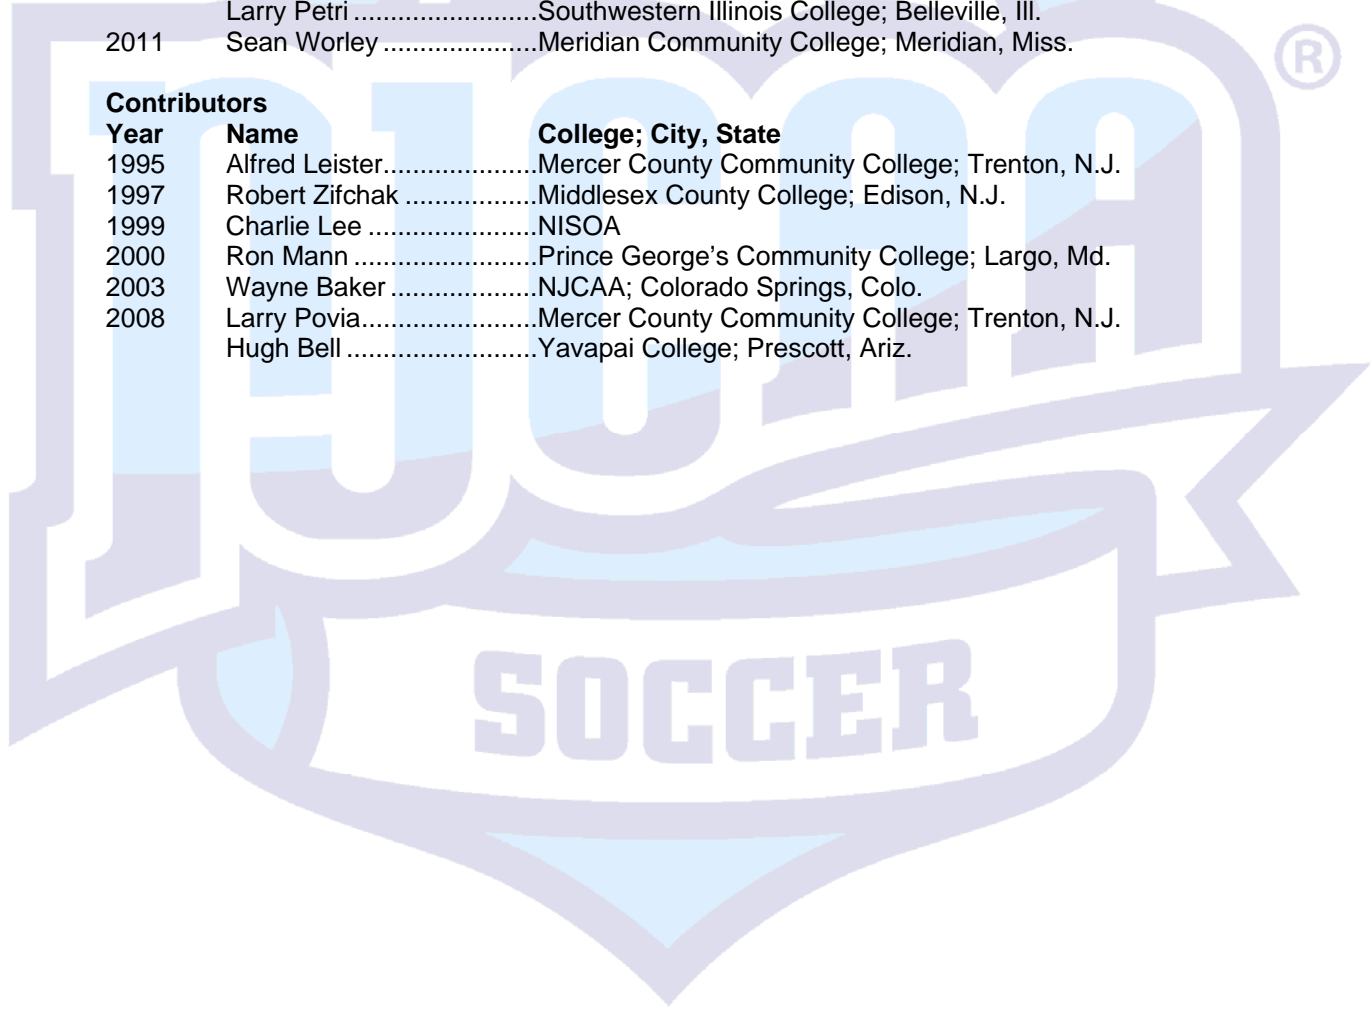 Larry Petri .........................Southwestern Illinois College; Belleville, Ill.
2011 Sean Worley .....................Meridian Community College; Meridian, Miss.
Contributors
Year Name College; City, State
1995 Alfred Leister.....................Mercer County Community College; Trenton, N.J.
1997 Robert Zifchak ..................Middlesex County College; Edison, N.J.
1999 Charlie Lee .......................NISOA
2000 Ron Mann .........................Prince George’s Community College; Largo, Md.
2003 Wayne Baker ....................NJCAA; Colorado Springs, Colo.
2008 Larry Povia........................Mercer County Community College; Trenton, N.J.
Hugh Bell ..........................Yavapai College; Prescott, Ariz.
NJCAA ®
SOCCER